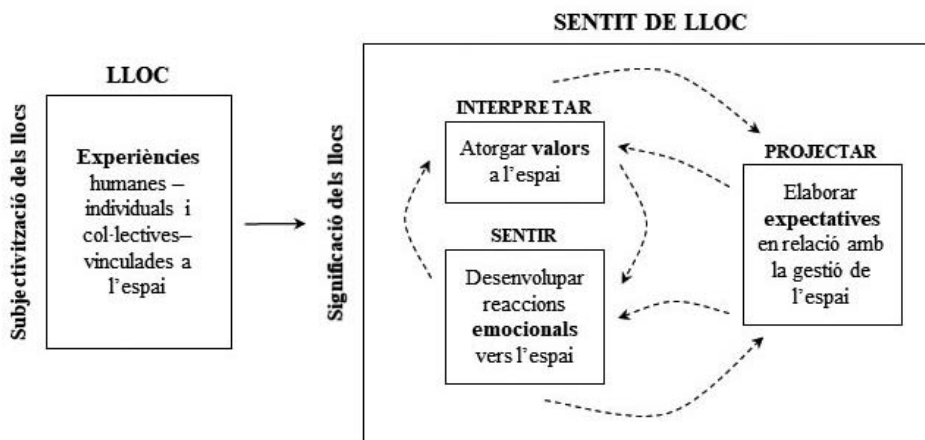 SENTIT DE LLOC
LLOC
Subjectivització dels llocs
Experiències
humanes –
individuals i
col·lectives–
vinculades a
l’espai
Significació dels llocs
INTERPRETAR
Atorgar valors
a l’espai
SENTIR
Desenvolupar
reaccions
emocionals
vers l’espai
PROJECTAR
Elaborar
expectatives
en relació amb
la gestió de
l’espai